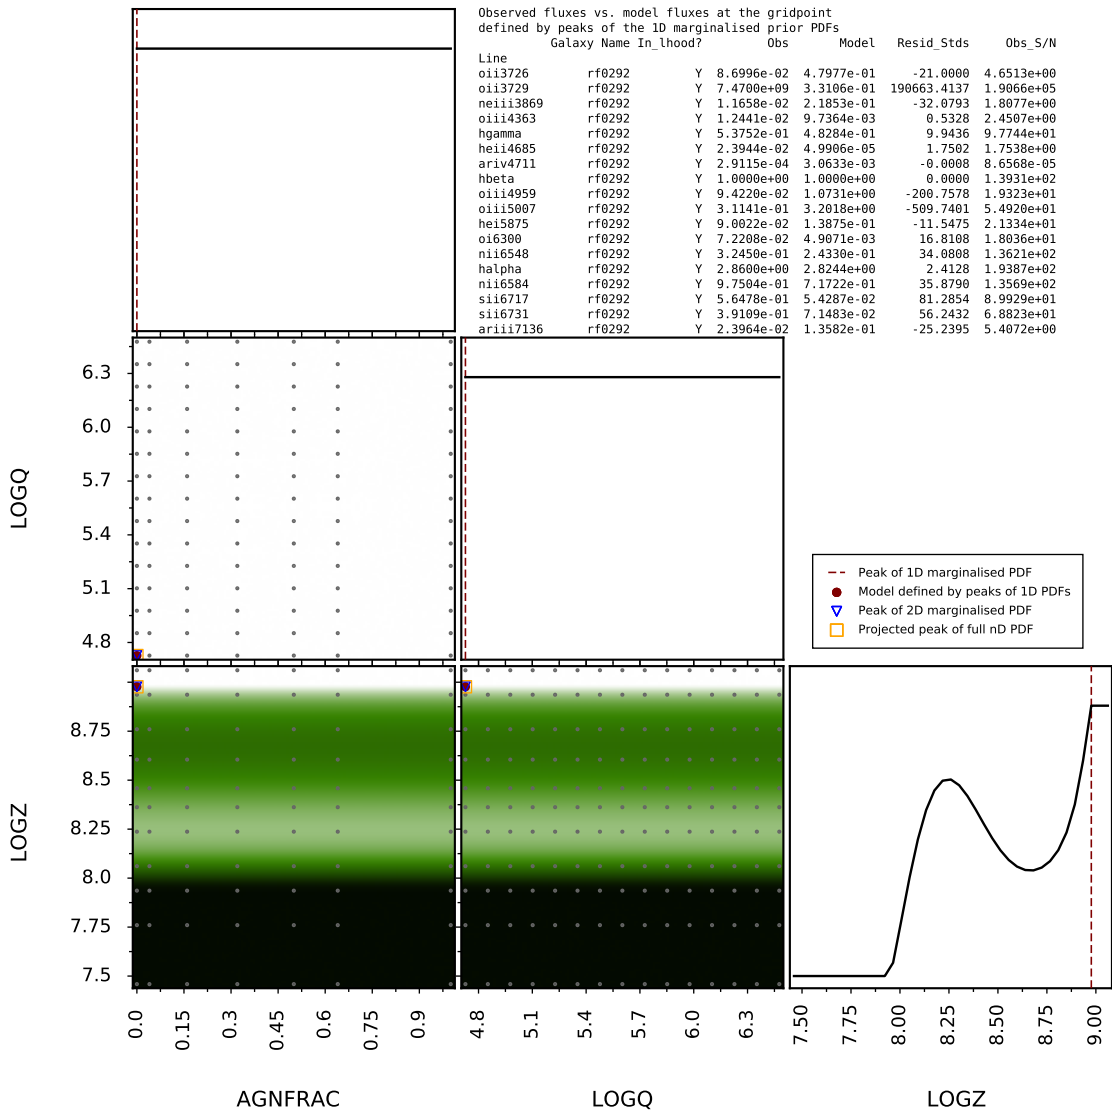 Observed fluxes vs. model fluxes at the gridpoint
defined by peaks of the 1D marginalised prior PDFs
Galaxy Name In_lhood? Obs Model Resid_Stds Obs_S/N
Line
oii3726 rf0292 Y 8.6996e-02 4.7977e-01 -21.0000 4.6513e+00
oii3729 rf0292 Y 7.4700e+09 3.3106e-01 190663.4137 1.9066e+05
neiii3869 rf0292 Y 1.1658e-02 2.1853e-01 -32.0793 1.8077e+00
oiii4363 rf0292 Y 1.2441e-02 9.7364e-03 0.5328 2.4507e+00
hgamma rf0292 Y 5.3752e-01 4.8284e-01 9.9436 9.7744e+01
heii4685 rf0292 Y 2.3944e-02 4.9906e-05 1.7502 1.7538e+00
ariv4711 rf0292 Y 2.9115e-04 3.0633e-03 -0.0008 8.6568e-05
hbeta rf0292 Y 1.0000e+00 1.0000e+00 0.0000 1.3931e+02
oiii4959 rf0292 Y 9.4220e-02 1.0731e+00 -200.7578 1.9323e+01
oiii5007 rf0292 Y 3.1141e-01 3.2018e+00 -509.7401 5.4920e+01
hei5875 rf0292 Y 9.0022e-02 1.3875e-01 -11.5475 2.1334e+01
oi6300 rf0292 Y 7.2208e-02 4.9071e-03 16.8108 1.8036e+01
nii6548 rf0292 Y 3.2450e-01 2.4330e-01 34.0808 1.3621e+02
halpha rf0292 Y 2.8600e+00 2.8244e+00 2.4128 1.9387e+02
nii6584 rf0292 Y 9.7504e-01 7.1722e-01 35.8790 1.3569e+02
sii6717 rf0292 Y 5.6478e-01 5.4287e-02 81.2854 8.9929e+01
sii6731 rf0292 Y 3.9109e-01 7.1483e-02 56.2432 6.8823e+01
ariii7136 rf0292 Y 2.3964e-02 1.3582e-01 -25.2395 5.4072e+00
LOGQ
6.3
6.0
5.7
5.4
5.1
4.8
Peak of 1D marginalised PDF
Model defined by peaks of 1D PDFs
Peak of 2D marginalised PDF
Projected peak of full nD PDF
LOGZ
8.75
8.5
8.25
8.0
7.75
7.5
0.0 0.15 0.3 0.45 0.6 0.75 0.9
4.8 5.1 5.4 5.7 6.0 6.3
7.50 7.75 8.00 8.25 8.50 8.75 9.00
AGNFRAC LOGQ LOGZ